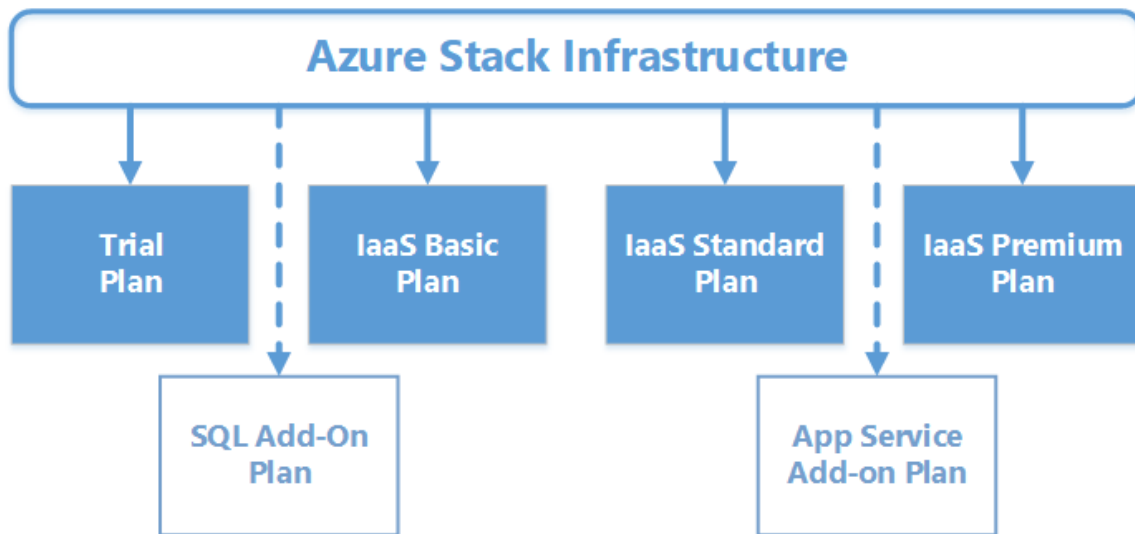 Azure Stack Infrastructure
Trial
Plan
IaaS Basic
Plan
IaaS Standard
Plan
IaaS Premium
Plan
SQL Add-On
Plan
App Service
Add-on Plan